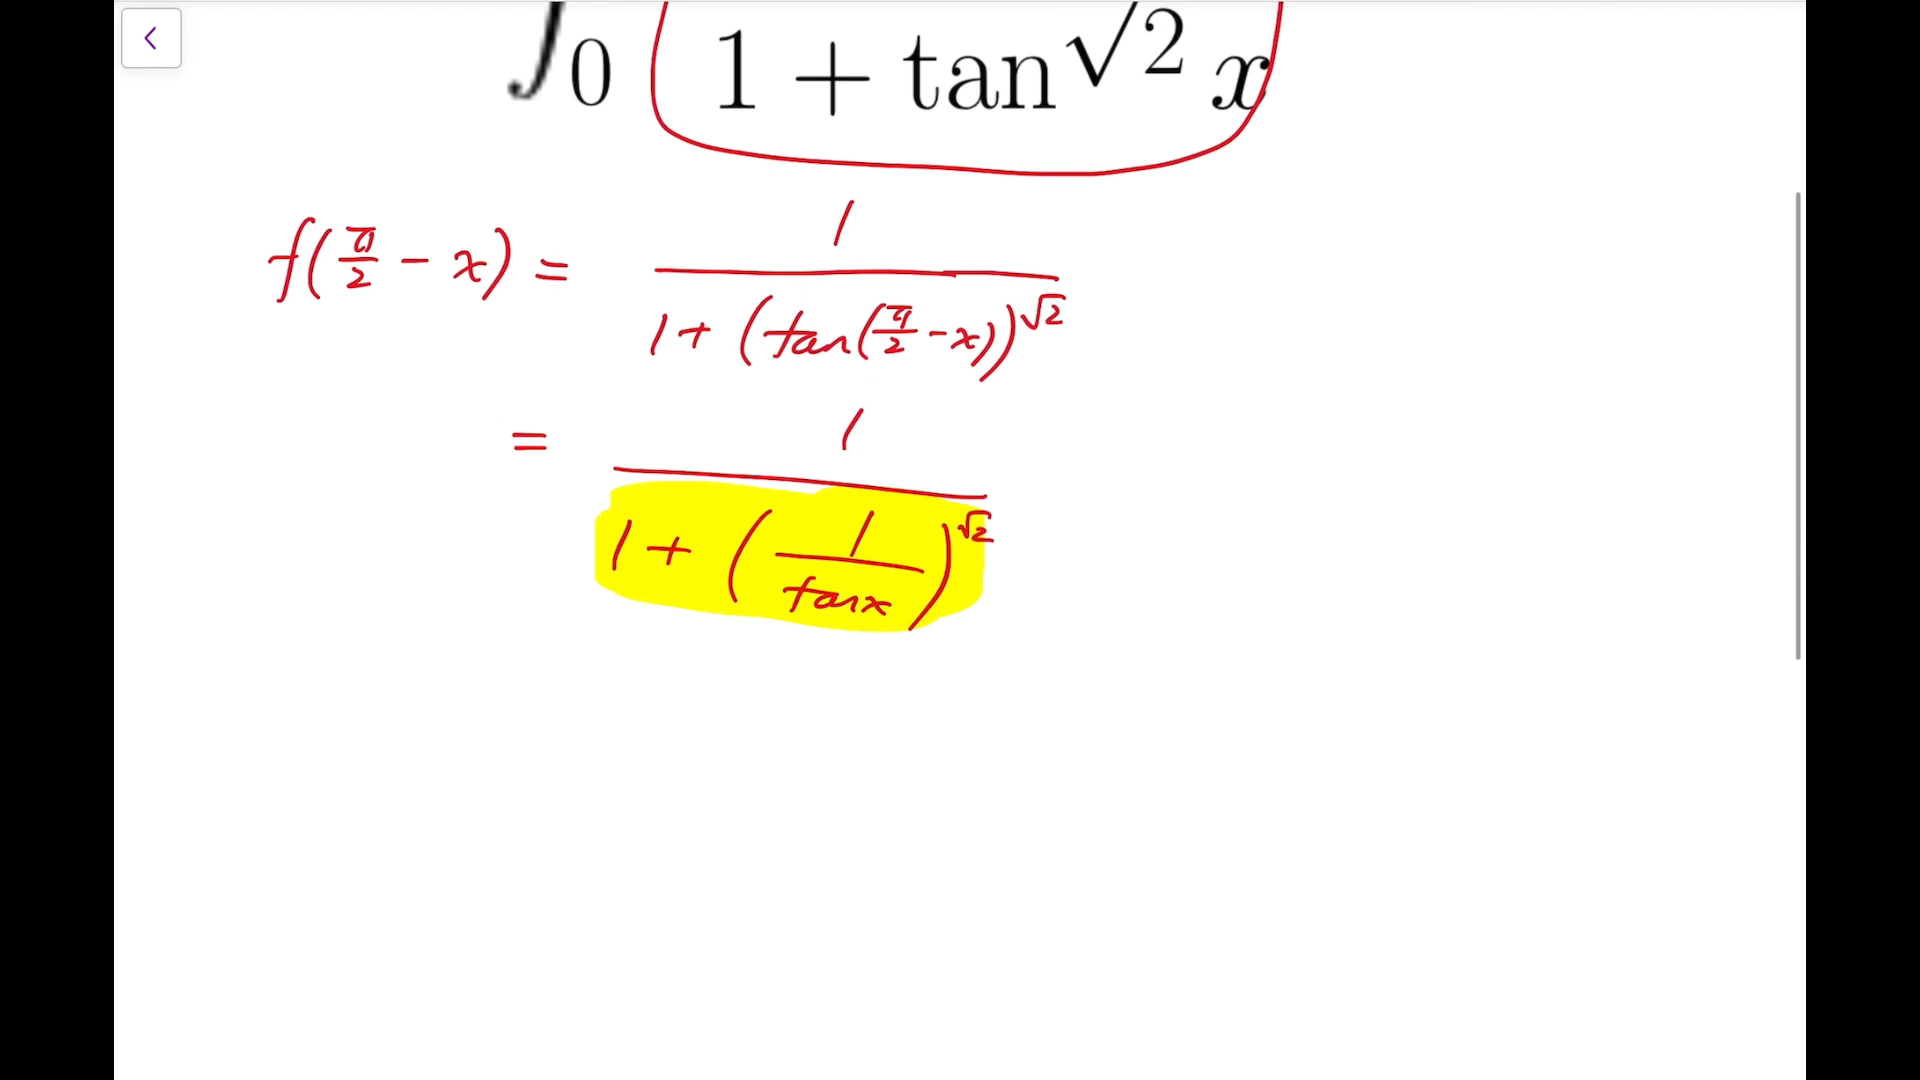 ∫₀ 1 + tan^√2 x
f(π/2 - x) = 1 / (1 + (tan(π/2 - x))^√2)
= 1 / (1 + (1/tanx)^√2)